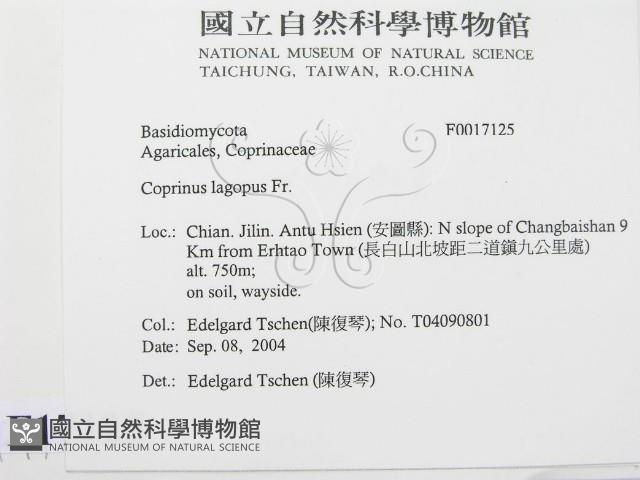 國立自然科學博物館
NATIONAL MUSEUM OF NATURAL SCIENCE
TAICHUNG, TAIWAN, R.O.CHINA
Basidiomycota F0017125
Agaricales, Coprinaceae
Coprinus lagopus Fr.
Loc.: Chian. Jilin. Antu Hsien (安圖縣): N slope of Changbaishan 9
Km from Erhtao Town (長白山北坡距二道鎮九公里處)
alt. 750m;
on soil, wayside.
Col.: Edelgard Tschen(陳復琴); No. T04090801
Date: Sep. 08, 2004
Det.: Edelgard Tschen (陳復琴)
國立自然科學博物館
NATIONAL MUSEUM OF NATURAL SCIENCE